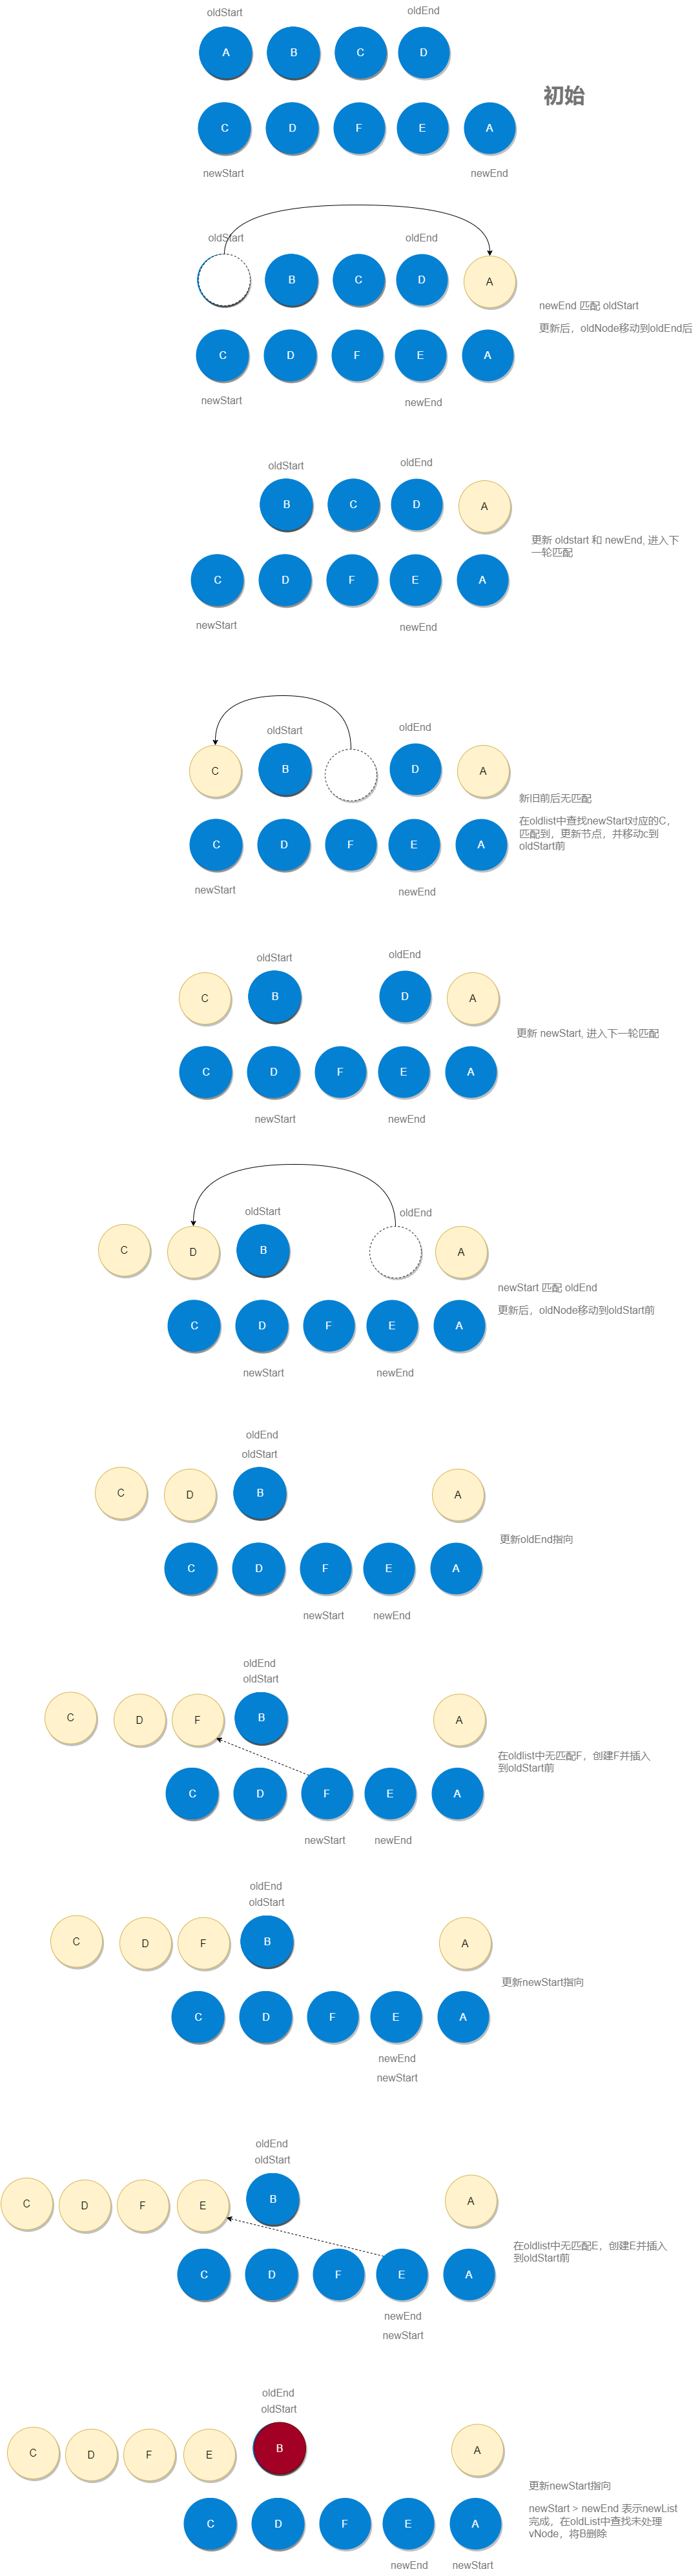 oldStart oldEnd
A B C D
初始
C D F E A
newStart newEnd
oldStart oldEnd
B C D A
newEnd 匹配 oldStart
更新后，oldNode移动到oldEnd后
C D F E A
newStart newEnd
oldStart oldEnd
B C D A
更新 oldstart 和 newEnd, 进入下
一轮匹配
C D F E A
newStart newEnd
oldStart oldEnd
C B D A
新旧前后无匹配
在oldlist中查找newStart对应的C，
匹配到，更新节点，并移动c到
oldStart前
C D F E A
newStart newEnd
oldStart oldEnd
C B D A
更新 newStart, 进入下一轮匹配
C D F E A
newStart newEnd
oldStart oldEnd
C D B A
newStart 匹配 oldEnd
更新后，oldNode移动到oldStart前
C D F E A
newStart newEnd
oldEnd
oldStart
C D B A
更新oldEnd指向
C D F E A
newStart newEnd
oldEnd
oldStart
C D F B A
在oldlist中无匹配F，创建F并插入
到oldStart前
C D F E A
newStart newEnd
oldEnd
oldStart
C D F B A
更新newStart指向
C D F E A
newEnd
newStart
oldEnd
oldStart
C D F E B A
在oldlist中无匹配E，创建E并插入
到oldStart前
C D F E A
newEnd
newStart
oldEnd
oldStart
C D F E B A
更新newStart指向
newStart > newEnd 表示newList
完成，在oldList中查找未处理
vNode，将B删除
C D F E A
newEnd newStart